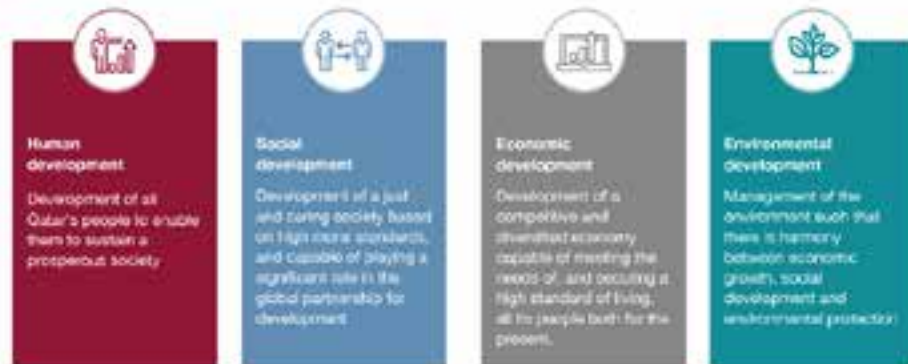 Human
development
Development of all
Qatar's people to enable
them to sustain a
prosperous society
Social
development
Development of a just
and caring society based
on high moral standards,
and capable of playing a
significant role in the
global partnership for
development
Economic
development
Development of a
competitive and
diversified economy
capable of meeting the
needs of, and securing a
high standard of living,
all its people both for the
present.
Environmental
development
Management of the
environment such that
there is harmony
between economic
growth, social
development and
environmental protection